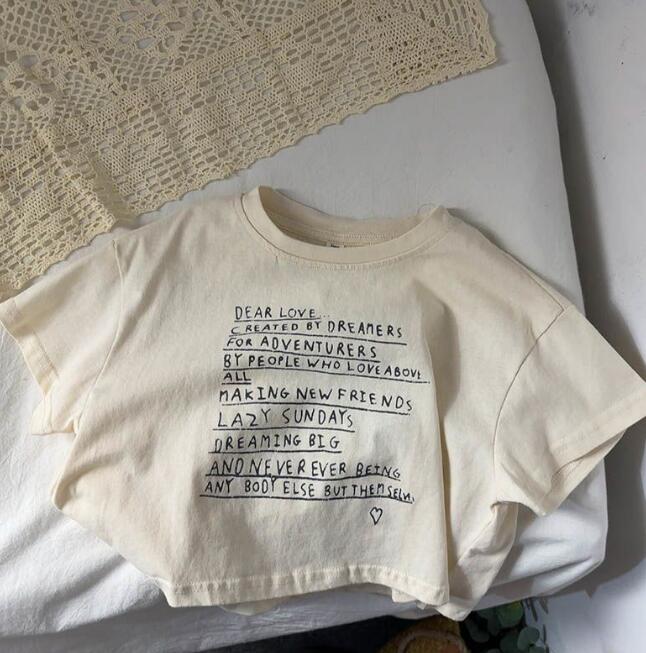 DEAR LOVE...
CREATED BY DREAMERS
FOR ADVENTURERS
BY PEOPLE WHO LOVE ABOVE
ALL
MAKING NEW FRIENDS
LAZY SUNDAYS
DREAMING BIG
AND NEVER EVER BEING
ANY BODY ELSE BUT